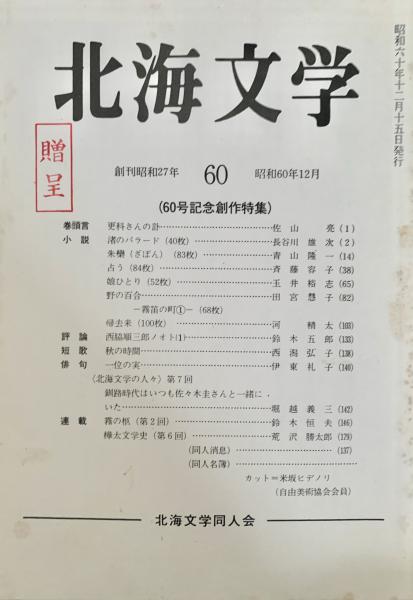 昭和六十年十二月十五日発行
北海文学
贈呈
創刊昭和27年 60 昭和60年12月
(60号記念創作特集)
巻頭言 更科さんの計……佐山 亮(1)
小説 渚のバラード(40枚)……長谷川雄次(2)
朱欒(ざぼん)(83枚)……青山隆一(14)
占う(84枚)……斉藤容子(38)
娘ひとり(52枚)……玉井裕志(65)
野の百合……田宮慧子(82)
―霧笛の町①―(68枚)
帰去来(100枚)……河 精太(103)
評論 西脇順三郎ノオト(1)……鈴木五郎(133)
短歌 秋の時間……西潟弘子(138)
俳句 一位の実……伊東礼子(140)
〈北海文学の人々〉第7回
釧路時代はいつも佐々木圭さんと一緒に
いた……堀越義三(142)
連載 霧の柩(第2回)……鈴木恒夫(146)
樺太文学史(第6回)……荒沢勝太郎(179)
(同人消息)……(137)
(同人名簿)……
カット=米坂ヒデノリ
(自由美術協会会員)
北海文学同人会